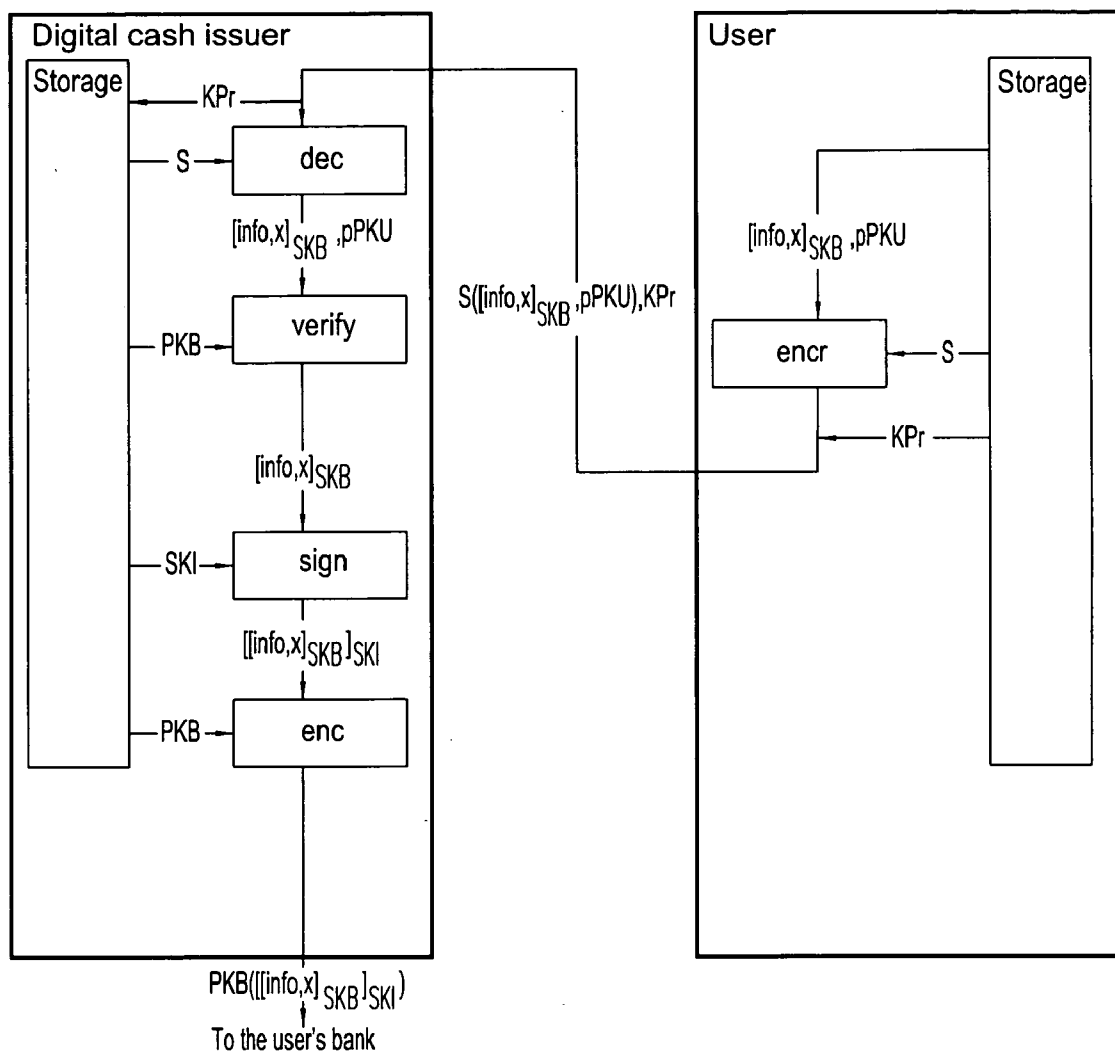 Digital cash issuer
Storage
KPr
S
dec
[info,x]SKB ,pPKU
PKB
verify
[info,x]SKB
SKI
sign
[[info,x]SKB]SKI
PKB
enc
PKB([[info,x]SKB]SKI)
To the user's bank
S([info,x]SKB ,pPKU),KPr
User
Storage
[info,x]SKB ,pPKU
encr
S
KPr